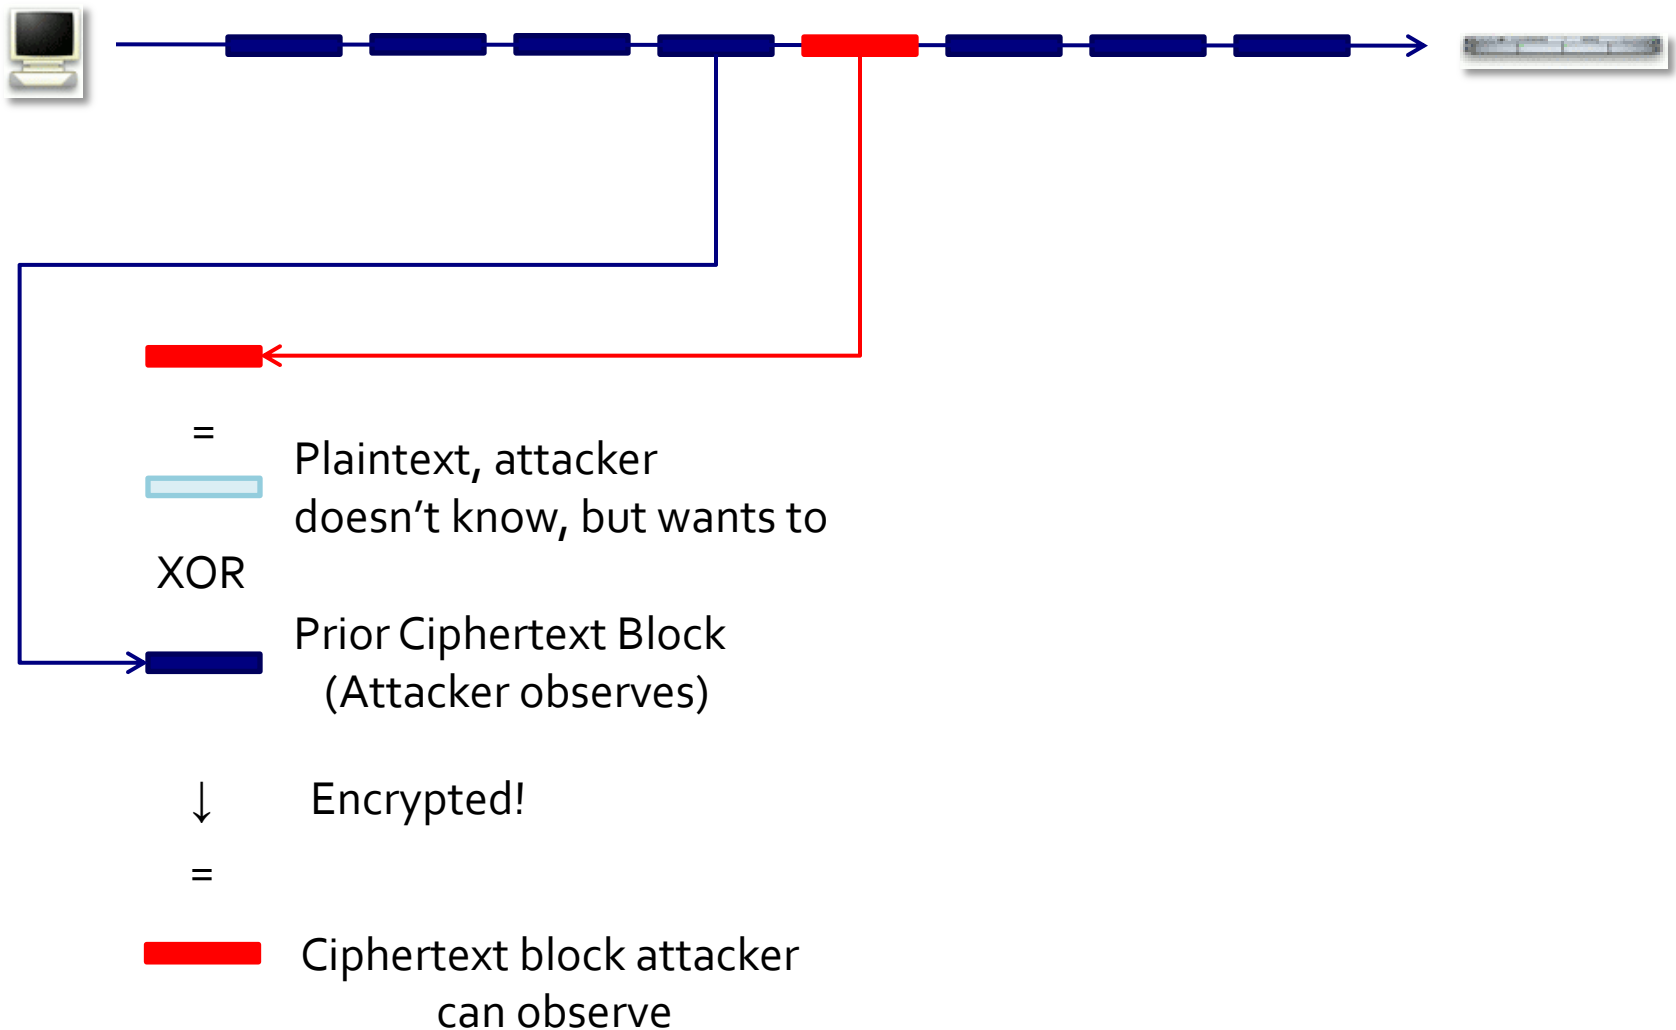 =
Plaintext, attacker
doesn’t know, but wants to
XOR
Prior Ciphertext Block
(Attacker observes)
↓ Encrypted!
=
Ciphertext block attacker
can observe